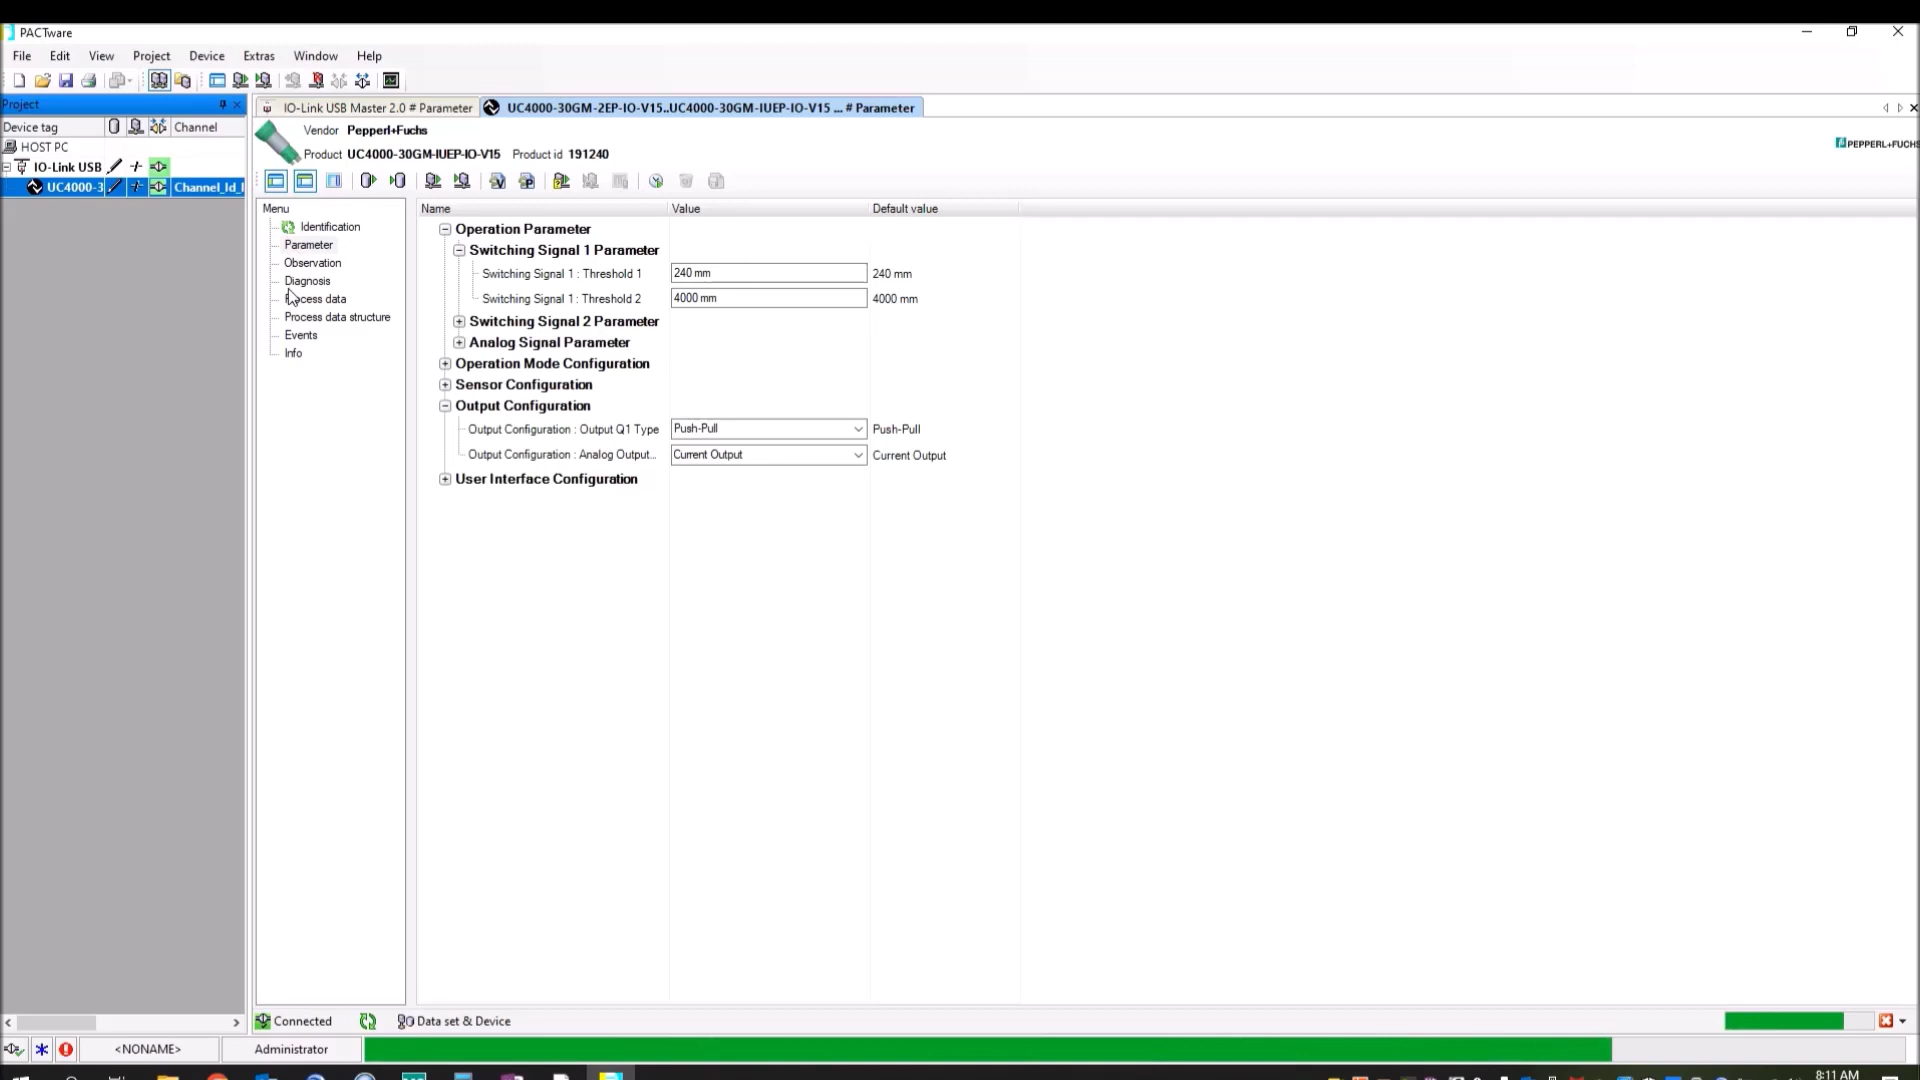 PACTware
File Edit View Project Device Extras Window Help
Project
IO-Link USB Master 2.0 # Parameter
UC4000-30GM-2EP-IO-V15..UC4000-30GM-IUEP-IO-V15 ... # Parameter
Device tag Channel
HOST PC
IO-Link USB
UC4000-3 Channel_Id_I
Vendor Pepperl+Fuchs
Product UC4000-30GM-IUEP-IO-V15 Product id 191240
PEPPERL+FUCHS
Menu
Identification
Parameter
Observation
Diagnosis
Process data
Process data structure
Events
Info
Name Value Default value
Operation Parameter
Switching Signal 1 Parameter
Switching Signal 1 : Threshold 1 240 mm 240 mm
Switching Signal 1 : Threshold 2 4000 mm 4000 mm
Switching Signal 2 Parameter
Analog Signal Parameter
Operation Mode Configuration
Sensor Configuration
Output Configuration
Output Configuration : Output Q1 Type Push-Pull Push-Pull
Output Configuration : Analog Output... Current Output Current Output
User Interface Configuration
Connected Data set & Device
<NONAME> Administrator
8:11 AM